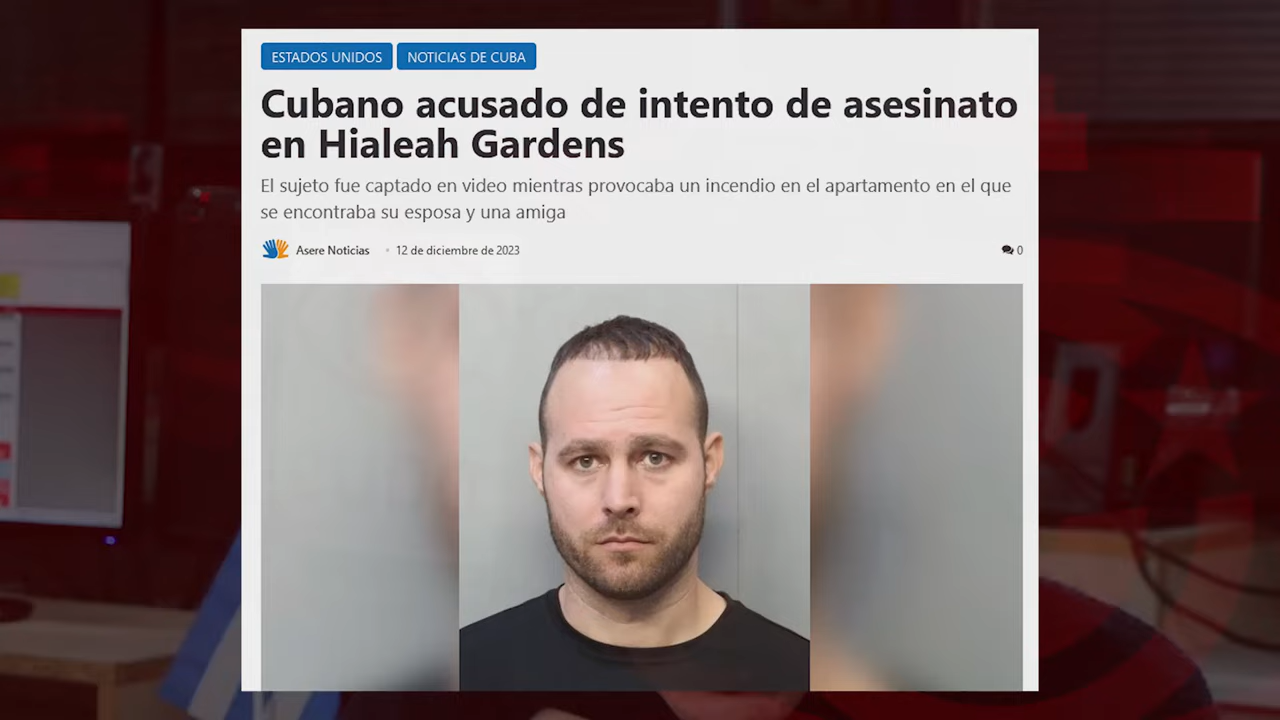 ESTADOS UNIDOS
NOTICIAS DE CUBA
Cubano acusado de intento de asesinato
en Hialeah Gardens
El sujeto fue captado en video mientras provocaba un incendio en el apartamento en el que
se encontraba su esposa y una amiga
Asere Noticias • 12 de diciembre de 2023
0